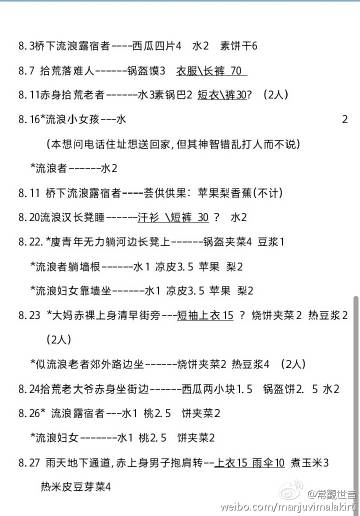 8.3桥下流浪露宿者----西瓜四片4 水2 素饼干6
8.7 拾荒落难人------锅盔馍3 衣服\长裤 70
8.11赤身拾荒老者------水3素锅巴2 短衣\裤30? (2人)
8.16*流浪小女孩---水 2
(本想问电话住址想送回家,但其神智错乱打人而不说)
*流浪者------水2
8.11 桥下流浪露宿者----荟供供果: 苹果梨香蕉(不计)
8.20流浪汉长凳睡------汗衫 \短裤 30 ? 水2
8.22.*廋青年无力躺河边长凳上------锅盔夹菜4 豆浆1
*流浪者躺墙根------水1 凉皮3.5 苹果 梨2
*流浪妇女靠墙坐------水1 凉皮3.5 苹果 梨2
8.23 *大妈赤裸上身清早街旁---短袖上衣15 ? 烧饼夹菜2 热豆浆2
(2人)
*似流浪老者郊外路边坐------烧饼夹菜2 热豆浆4 (2人)
8.24拾荒老大爷赤身坐街边------西瓜两小块1.5 锅盔饼2. 5 水2
8.26* 流浪露宿者---水1 桃2.5 饼夹菜2
*流浪妇女-------水1 桃2.5 饼夹菜2
8.27 雨天地下通道,赤上身男子抱肩转--上衣15 雨伞10 煮玉米3
热米皮豆芽菜4
@常跟世音
weibo.com/manjuvimalakirti